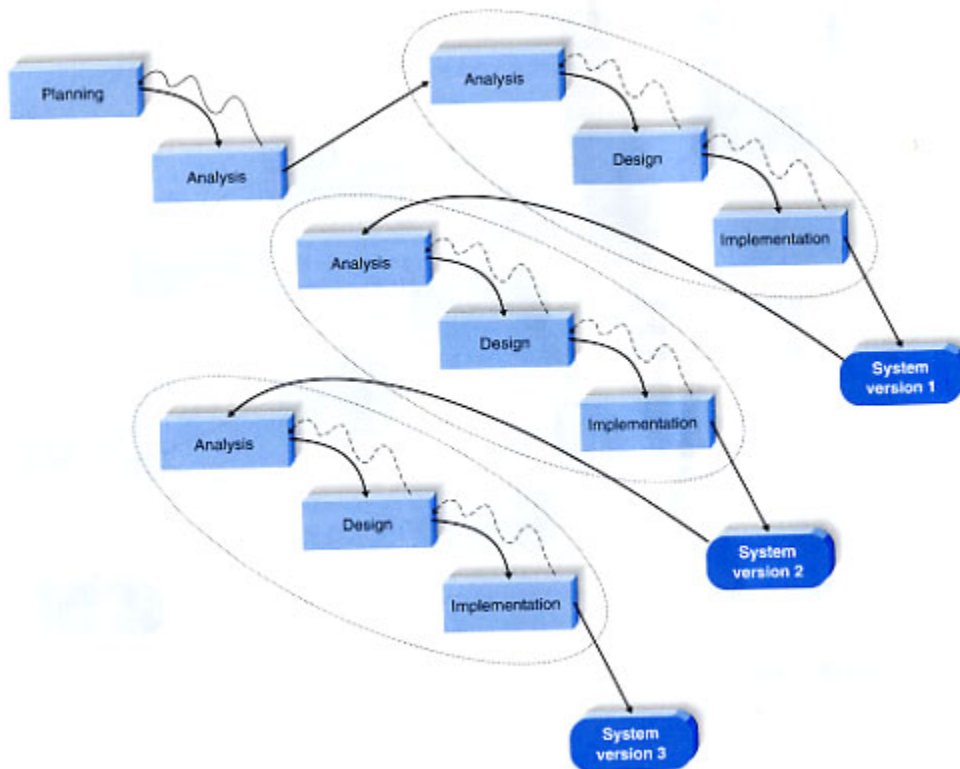 Planning
Analysis
Analysis
Design
Implementation
System
version 1
Analysis
Design
Implementation
System
version 2
Analysis
Design
Implementation
System
version 3